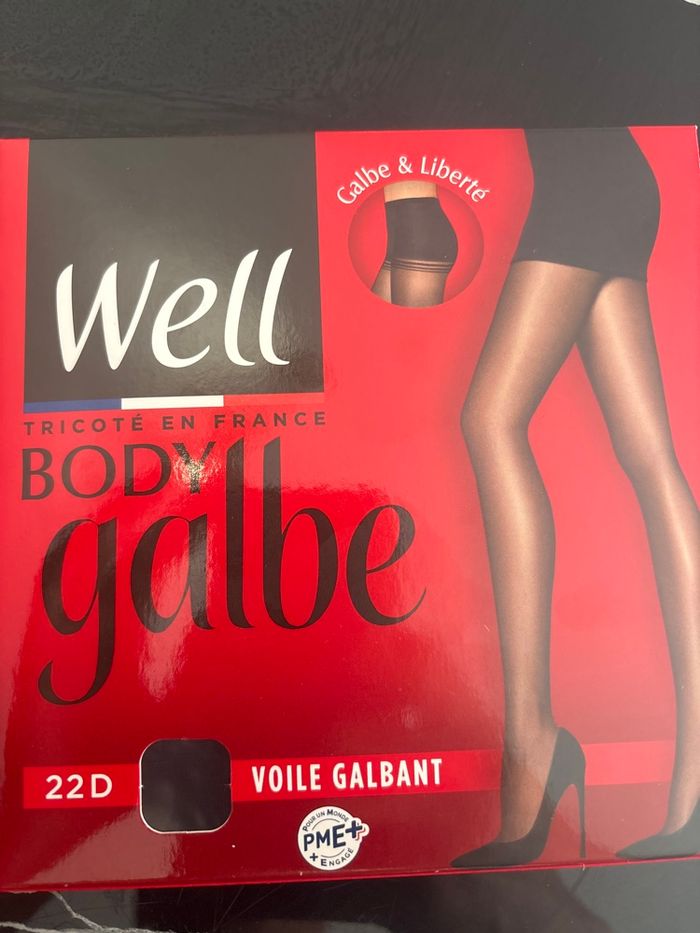 Galbe & Liberté
Well
TRICOTÉ EN FRANCE
BODY
galbe
22D
VOILE GALBANT
POUR UN MONDE
PME+
+ ENGAGÉ